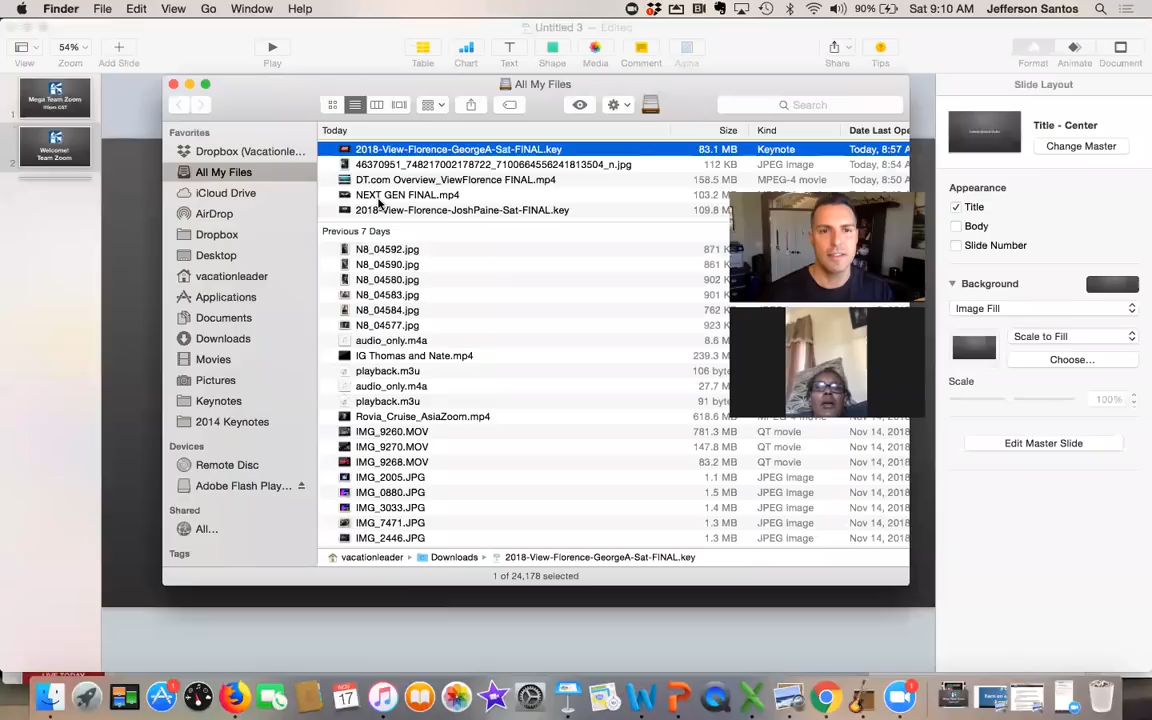 Finder File Edit View Go Window Help
90% Sat 9:10 AM Jefferson Santos
Untitled 3 — Edited
54%
View Zoom Add Slide Play Table Chart Text Shape Media Comment Alpha Share Tips Format Animate Document
Mega Team Zoom
1
Welcome!
Team Zoom
2
All My Files
Search
Favorites
Dropbox (Vacationle...
All My Files
iCloud Drive
AirDrop
Dropbox
Desktop
vacationleader
Applications
Documents
Downloads
Movies
Pictures
Keynotes
2014 Keynotes
Devices
Remote Disc
Adobe Flash Play...
Shared
All...
Tags
Today Size Kind Date Last Ope
2018-View-Florence-GeorgeA-Sat-FINAL.key 83.1 MB Keynote Today, 8:57 A
46370951_748217002178722_7100664556241813504_n.jpg 112 KB JPEG image Today, 8:54 A
DT.com Overview_ViewFlorence FINAL.mp4 158.5 MB MPEG-4 movie Today, 8:50 A
NEXT GEN FINAL.mp4 103.2
2018-View-Florence-JoshPaine-Sat-FINAL.key 109.8
Previous 7 Days
N8_04592.jpg 871 K
N8_04590.jpg 861 K
N8_04580.jpg 902 K
N8_04583.jpg 901 K
N8_04584.jpg 762 K
N8_04577.jpg 923 K
audio_only.m4a 8.6 M
IG Thomas and Nate.mp4 239.3 M
playback.m3u 106 byt
audio_only.m4a 27.7 M
playback.m3u 91 byt
Rovia_Cruise_AsiaZoom.mp4 618.6
IMG_9260.MOV 781.3 MB QT movie Nov 14, 2018
IMG_9270.MOV 147.8 MB QT movie Nov 14, 2018
IMG_9268.MOV 83.2 MB QT movie Nov 14, 2018
IMG_2005.JPG 1.1 MB JPEG image Nov 14, 2018
IMG_0880.JPG 1.5 MB JPEG image Nov 14, 2018
IMG_3033.JPG 1.4 MB JPEG image Nov 14, 2018
IMG_7471.JPG 1.3 MB JPEG image Nov 14, 2018
IMG_2446.JPG 1.3 MB JPEG image Nov 14, 2018
vacationleader Downloads 2018-View-Florence-GeorgeA-Sat-FINAL.key
1 of 24,178 selected
Slide Layout
Title - Center
Change Master
Appearance
Title
Body
Slide Number
Background
Image Fill
Scale to Fill
Choose...
Scale
100%
Edit Master Slide
NOV
17